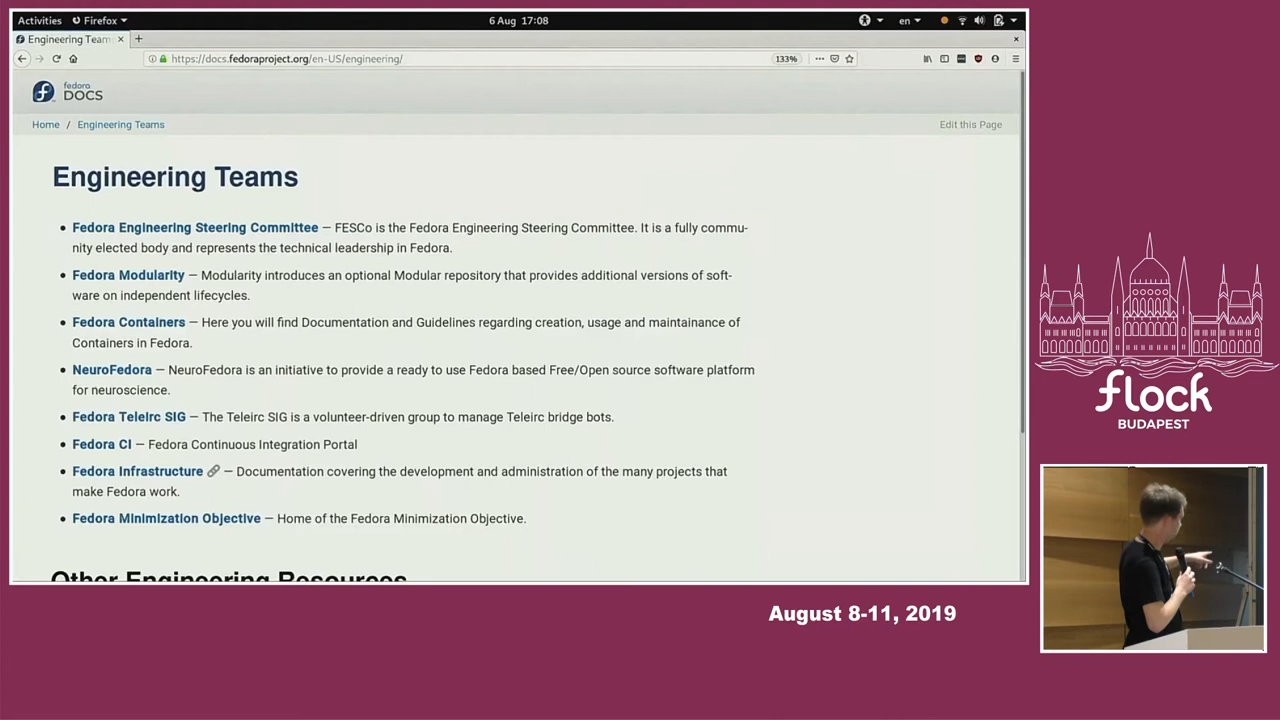 Activities Firefox 6 Aug 17:08 en
Engineering Team
https://docs.fedoraproject.org/en-US/engineering/ 133%
fedora
DOCS
Home / Engineering Teams Edit this Page
Engineering Teams
Fedora Engineering Steering Committee — FESCo is the Fedora Engineering Steering Committee. It is a fully commu-
nity elected body and represents the technical leadership in Fedora.
Fedora Modularity — Modularity introduces an optional Modular repository that provides additional versions of soft-
ware on independent lifecycles.
Fedora Containers — Here you will find Documentation and Guidelines regarding creation, usage and maintainance of
Containers in Fedora.
NeuroFedora — NeuroFedora is an initiative to provide a ready to use Fedora based Free/Open source software platform
for neuroscience.
Fedora Teleirc SIG — The Teleirc SIG is a volunteer-driven group to manage Teleirc bridge bots.
Fedora CI — Fedora Continuous Integration Portal
Fedora Infrastructure — Documentation covering the development and administration of the many projects that
make Fedora work.
Fedora Minimization Objective — Home of the Fedora Minimization Objective.
Other Engineering Resources
flock
BUDAPEST
August 8-11, 2019